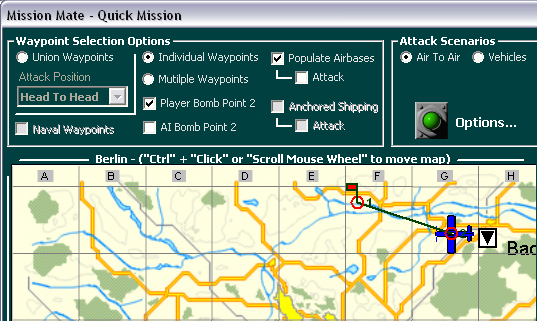 Mission Mate - Quick Mission
Waypoint Selection Options
Union Waypoints
Attack Position
Head To Head
Naval Waypoints
Individual Waypoints
Mutilple Waypoints
Player Bomb Point 2
AI Bomb Point 2
Populate Airbases
Attack
Anchored Shipping
Attack
Attack Scenarios
Air To Air
Vehicles
Options...
Berlin - ("Ctrl" + "Click" or "Scroll Mouse Wheel" to move map)
A B C D E F G H
1
Bac